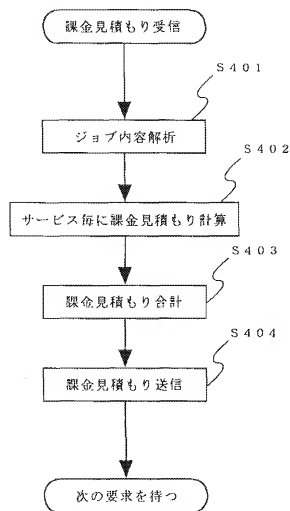 課金見積もり受信
S401
ジョブ内容解析
S402
サービス毎に課金見積もり計算
S403
課金見積もり合計
S404
課金見積もり送信
次の要求を待つ